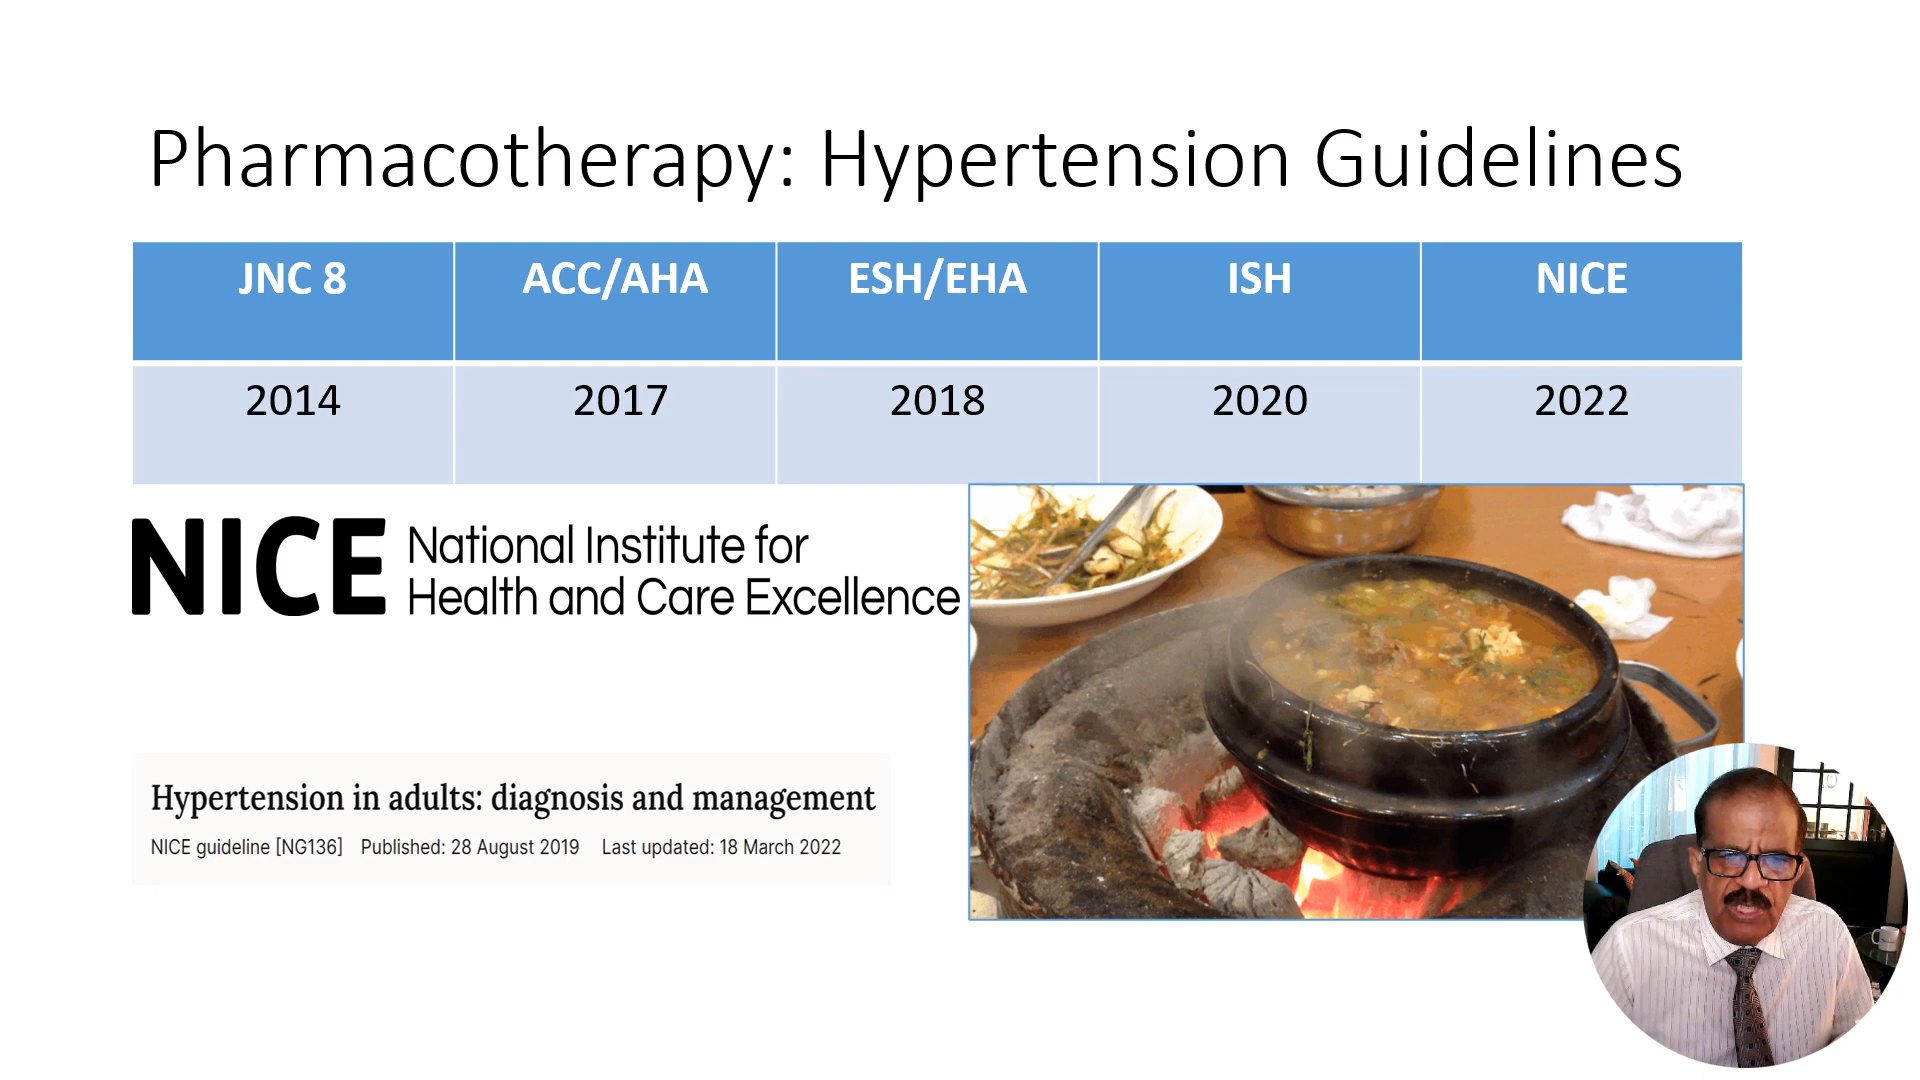 Pharmacotherapy: Hypertension Guidelines
JNC 8 ACC/AHA ESH/EHA ISH NICE
2014 2017 2018 2020 2022
NICE National Institute for
Health and Care Excellence
Hypertension in adults: diagnosis and management
NICE guideline [NG136] Published: 28 August 2019 Last updated: 18 March 2022